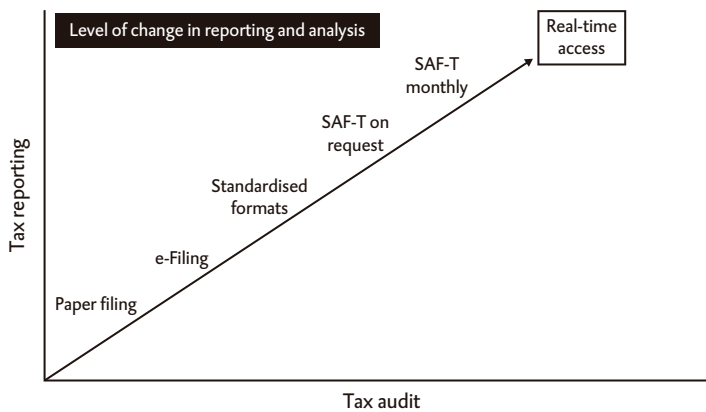 Level of change in reporting and analysis
Real-time
access
SAF-T
monthly
SAF-T on
request
Standardised
formats
e-Filing
Paper filing
Tax reporting
Tax audit